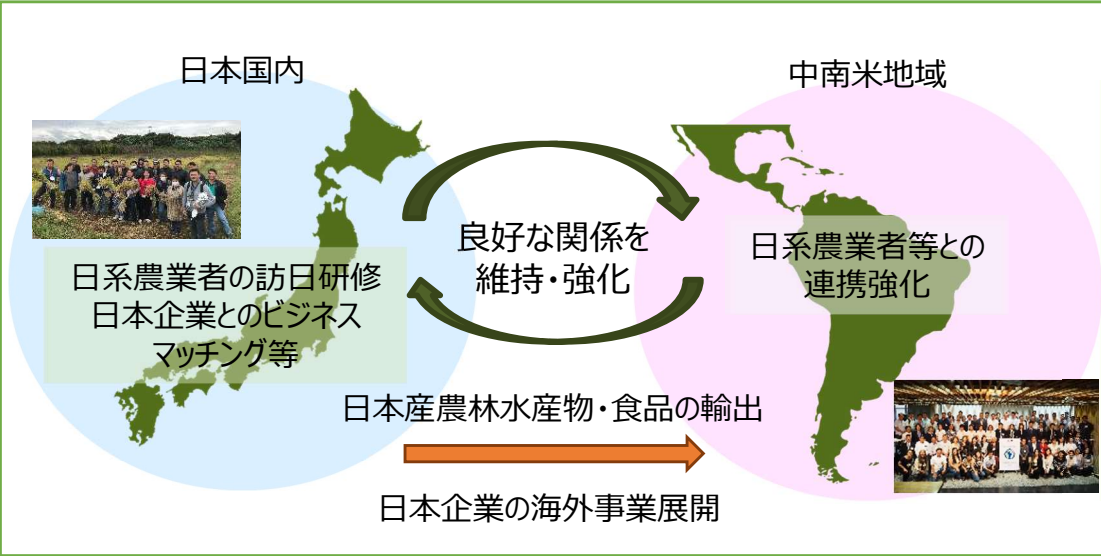 日本国内
中南米地域
良好な関係を
維持・強化
日系農業者の訪日研修
日本企業とのビジネス
マッチング等
日系農業者等との
連携強化
日本産農林水産物・食品の輸出
日本企業の海外事業展開